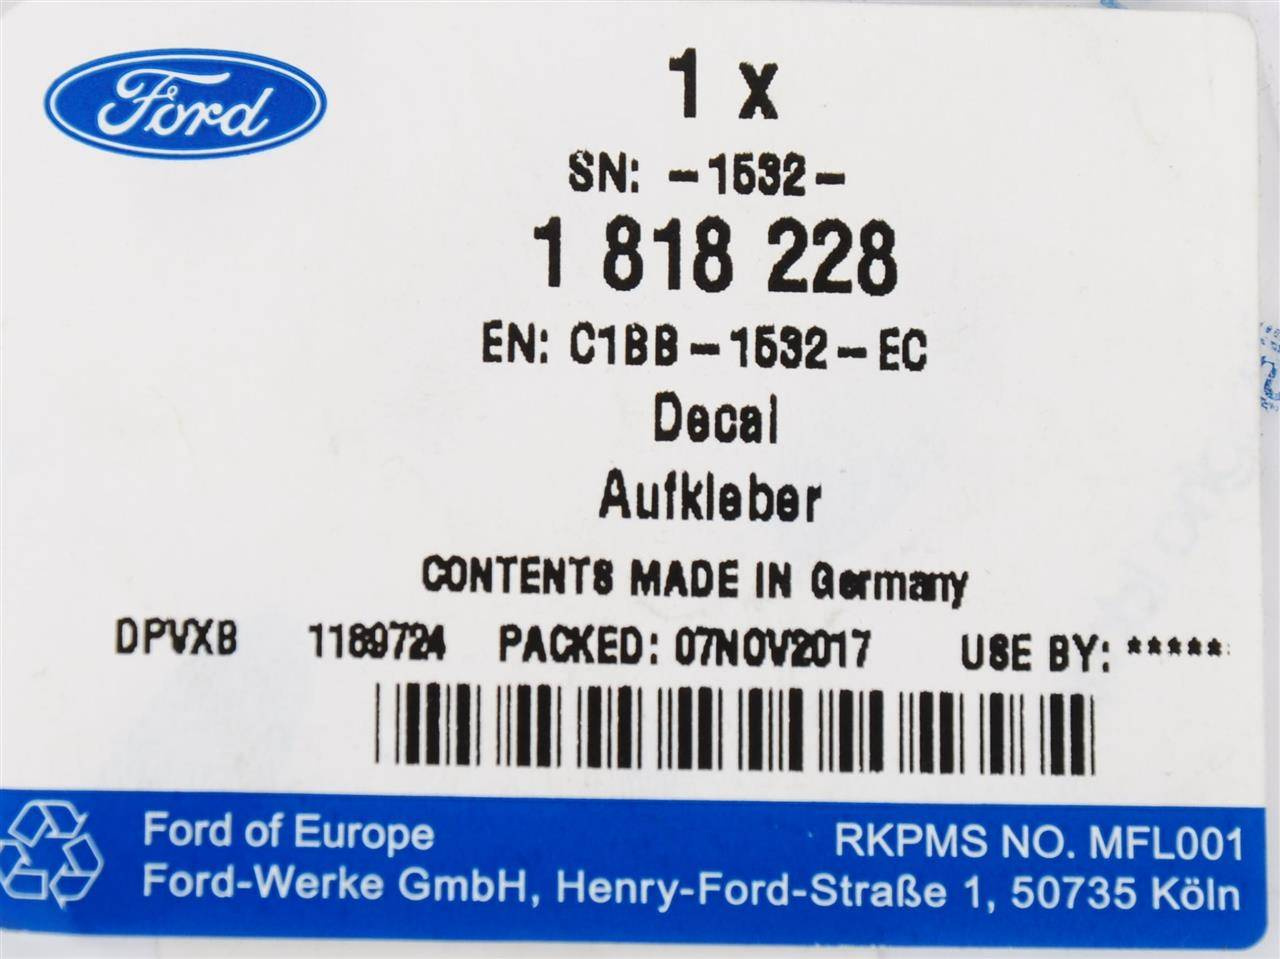 Ford
1 x
SN: -1532-
1 818 228
EN: C1BB-1532-EC
Decal
Aufkleber
CONTENTS MADE IN Germany
DPVXB 1189724 PACKED: 07NOV2017 USE BY: *****
Ford of Europe RKPMS NO. MFL001
Ford-Werke GmbH, Henry-Ford-Straße 1, 50735 Köln